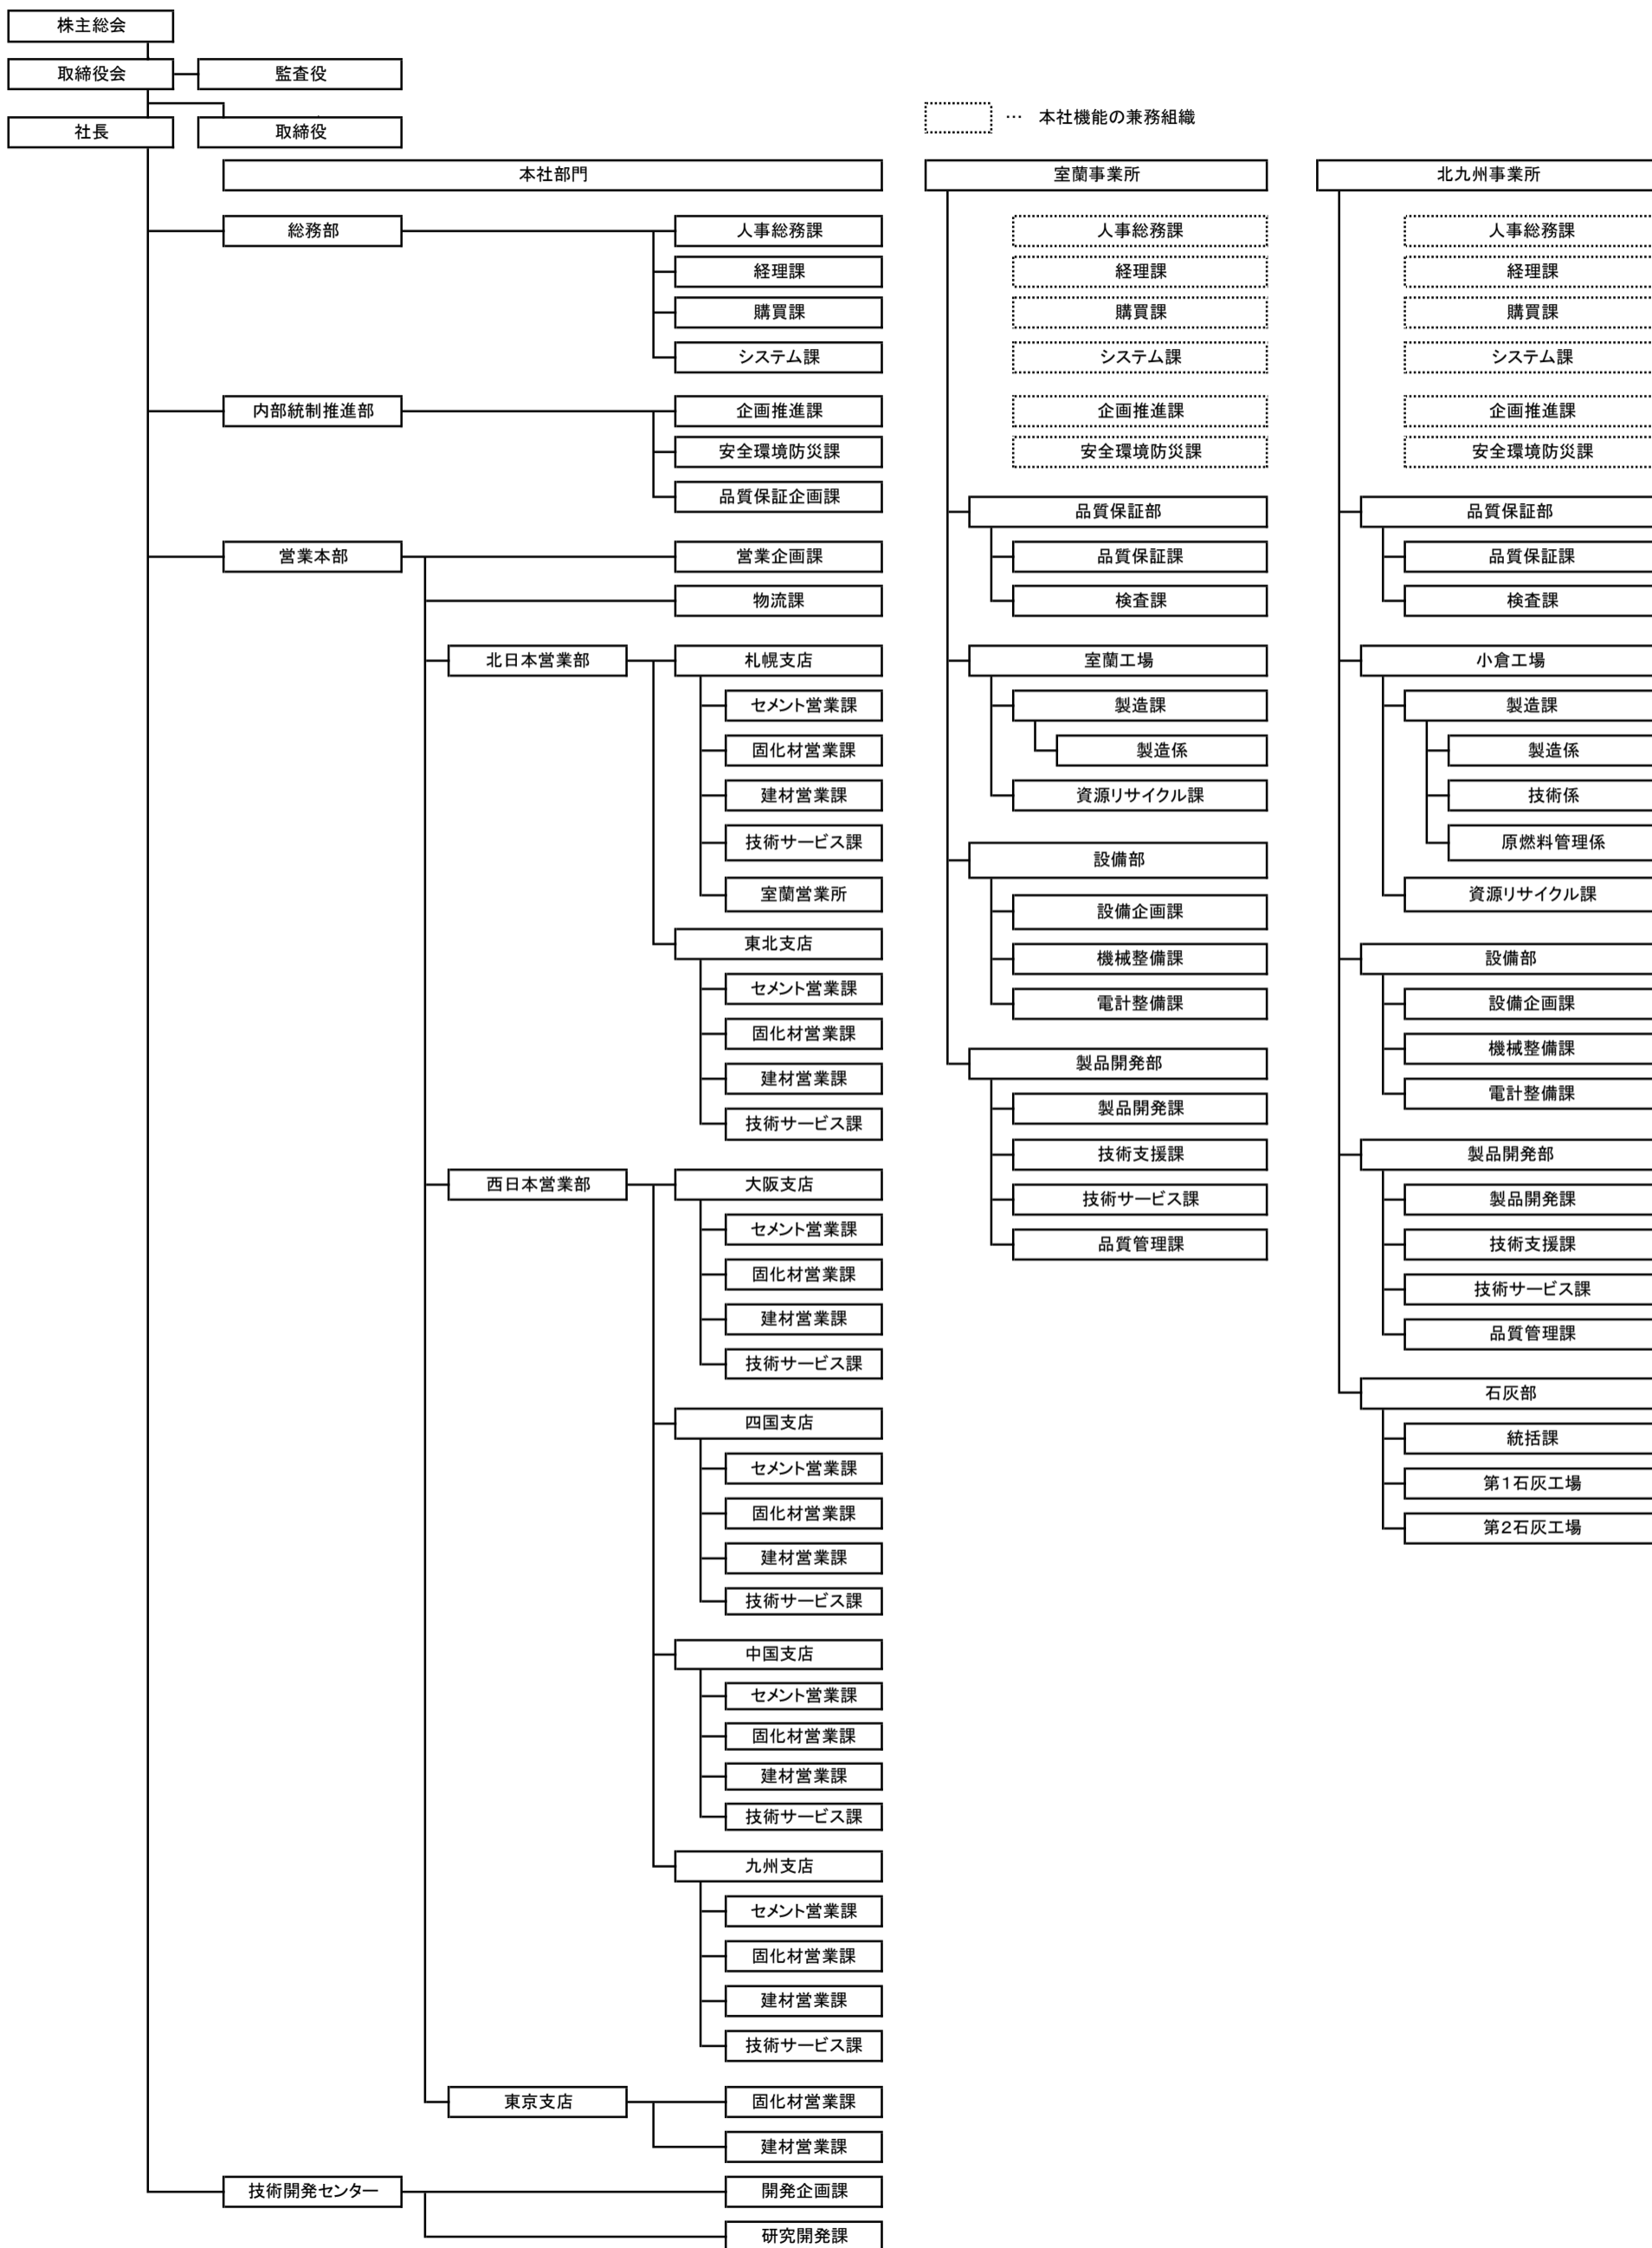 株主総会
取締役会
監査役
社長
取締役
… 本社機能の兼務組織
本社部門
総務部
人事総務課
経理課
購買課
システム課
内部統制推進部
企画推進課
安全環境防災課
品質保証企画課
営業本部
営業企画課
物流課
北日本営業部
札幌支店
セメント営業課
固化材営業課
建材営業課
技術サービス課
室蘭営業所
東北支店
セメント営業課
固化材営業課
建材営業課
技術サービス課
西日本営業部
大阪支店
セメント営業課
固化材営業課
建材営業課
技術サービス課
四国支店
セメント営業課
固化材営業課
建材営業課
技術サービス課
中国支店
セメント営業課
固化材営業課
建材営業課
技術サービス課
九州支店
セメント営業課
固化材営業課
建材営業課
技術サービス課
東京支店
固化材営業課
建材営業課
技術開発センター
開発企画課
研究開発課
室蘭事業所
人事総務課
経理課
購買課
システム課
企画推進課
安全環境防災課
品質保証部
品質保証課
検査課
室蘭工場
製造課
製造係
資源リサイクル課
設備部
設備企画課
機械整備課
電計整備課
製品開発部
製品開発課
技術支援課
技術サービス課
品質管理課
北九州事業所
人事総務課
経理課
購買課
システム課
企画推進課
安全環境防災課
品質保証部
品質保証課
検査課
小倉工場
製造課
製造係
技術係
原燃料管理係
資源リサイクル課
設備部
設備企画課
機械整備課
電計整備課
製品開発部
製品開発課
技術支援課
技術サービス課
品質管理課
石灰部
統括課
第１石灰工場
第２石灰工場